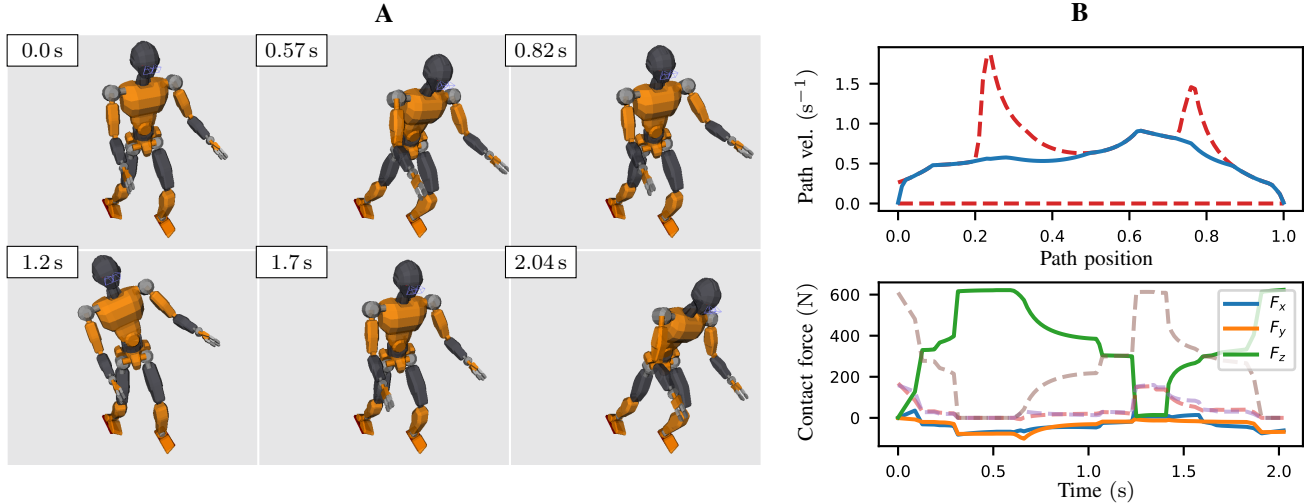 A
0.0 s
0.57 s
0.82 s
1.2 s
1.7 s
2.04 s
B
Path vel. (s⁻¹)
1.5
1.0
0.5
0.0
0.0
0.2
0.4
0.6
0.8
1.0
Path position
Contact force (N)
600
400
200
0
Fₓ
Fᵧ
F_z
0.0
0.5
1.0
1.5
2.0
Time (s)